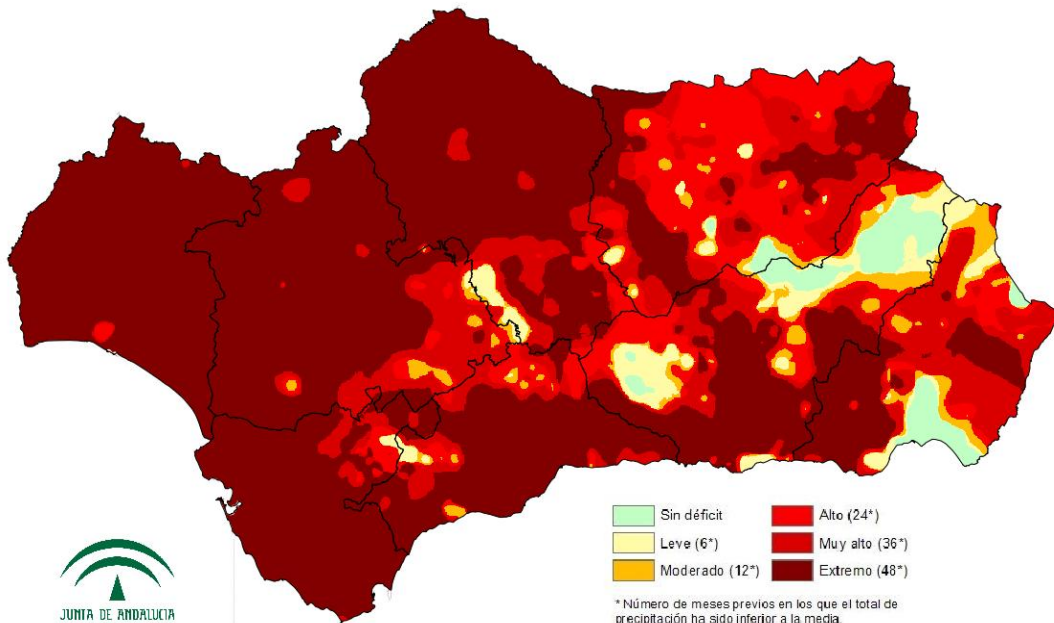 Sin déficit
Leve (6*)
Moderado (12*)
Alto (24*)
Muy alto (36*)
Extremo (48*)
* Número de meses previos en los que el total de
precipitación ha sido inferior a la media.
JUNTA DE ANDALUCIA